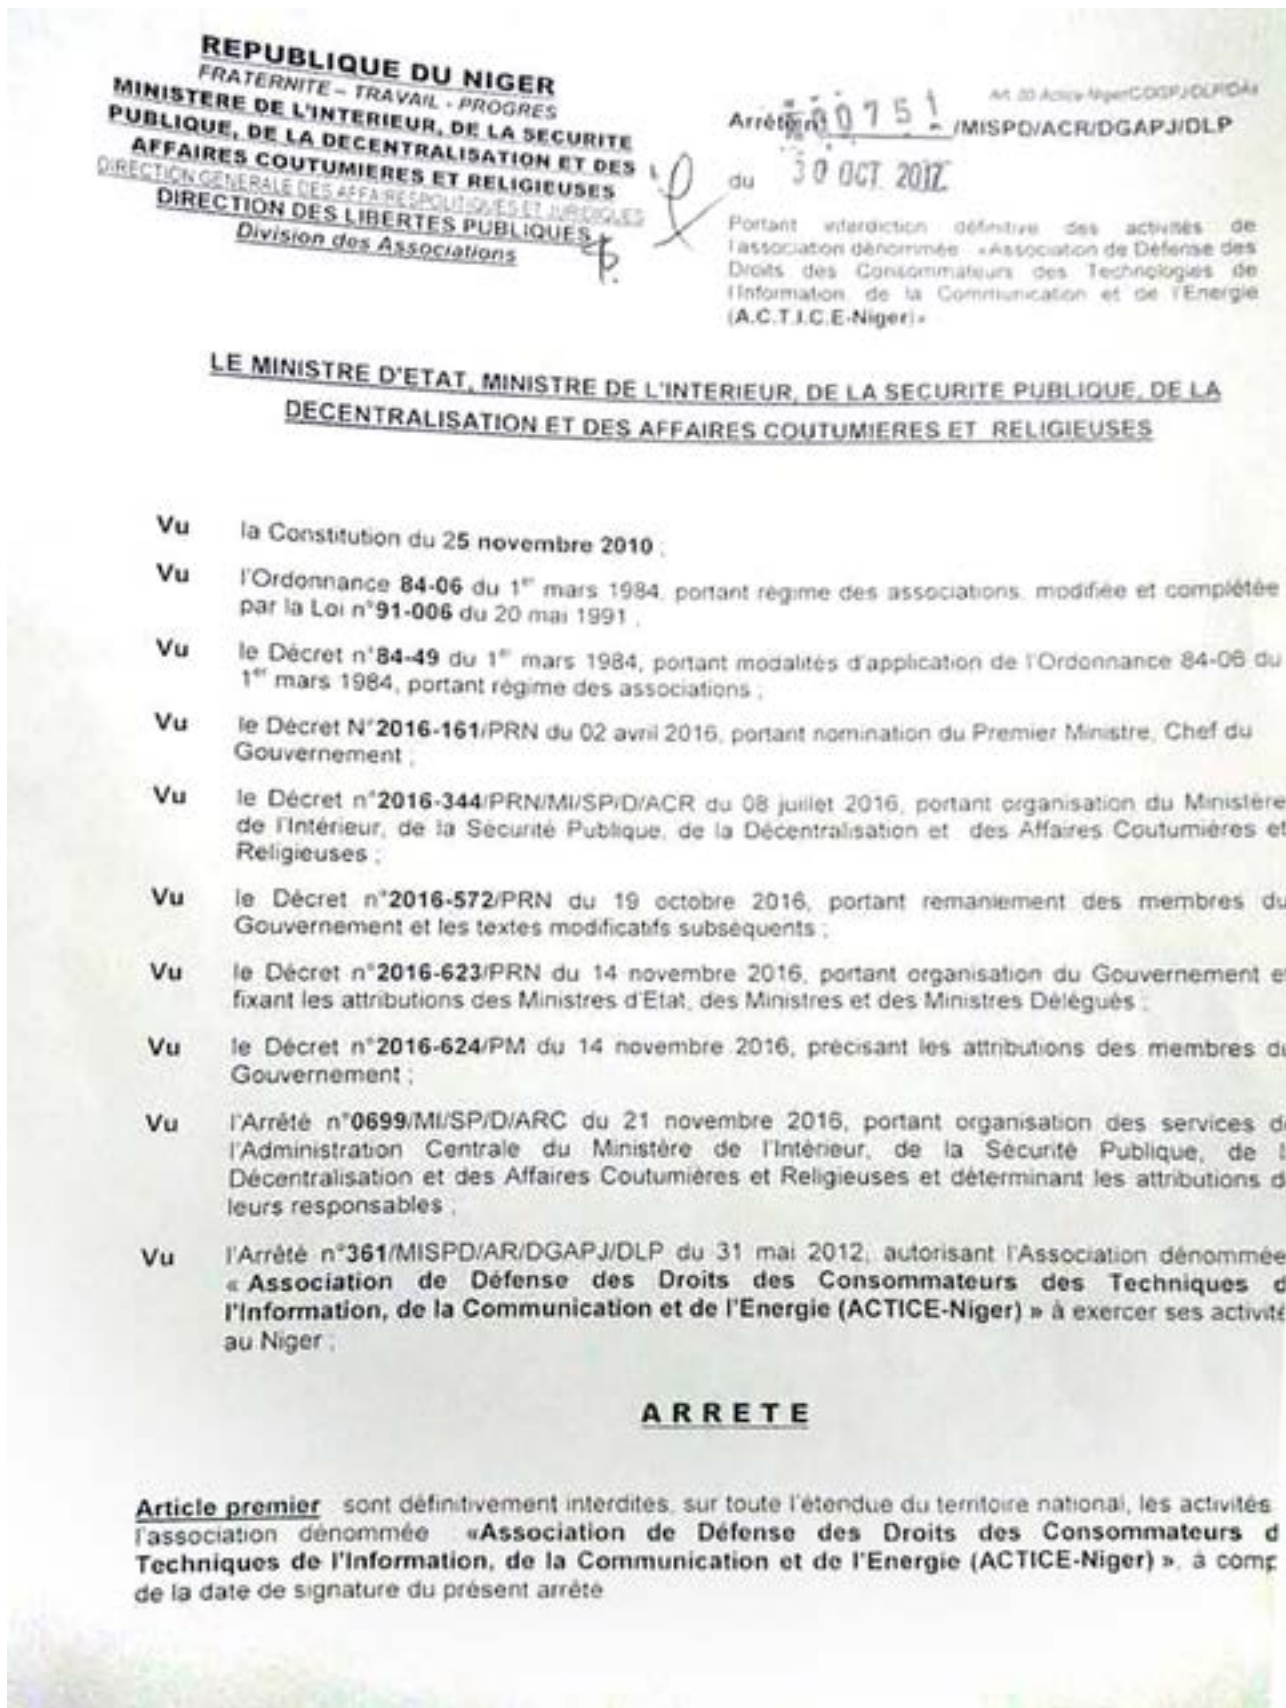 REPUBLIQUE DU NIGER
FRATERNITE – TRAVAIL - PROGRES
MINISTERE DE L'INTERIEUR, DE LA SECURITE
PUBLIQUE, DE LA DECENTRALISATION ET DES
AFFAIRES COUTUMIERES ET RELIGIEUSES
DIRECTION GENERALE DES AFFAIRES POLITIQUES ET JURIDIQUES
DIRECTION DES LIBERTES PUBLIQUES
Division des Associations
Arrêté n° 00751 /MISPD/ACR/DGAPJ/DLP
du 30 OCT. 2017
Portant interdiction définitive des activités de
l'association dénommée «Association de Défense des
Droits des Consommateurs des Technologies de
l'Information, de la Communication et de l'Energie
(A.C.T.I.C.E-Niger)»
LE MINISTRE D'ETAT, MINISTRE DE L'INTERIEUR, DE LA SECURITE PUBLIQUE, DE LA
DECENTRALISATION ET DES AFFAIRES COUTUMIERES ET RELIGIEUSES
Vu la Constitution du 25 novembre 2010 ;
Vu l'Ordonnance 84-06 du 1er mars 1984, portant régime des associations, modifiée et complétée
par la Loi n°91-006 du 20 mai 1991 ;
Vu le Décret n°84-49 du 1er mars 1984, portant modalités d'application de l'Ordonnance 84-06 du
1er mars 1984, portant régime des associations ;
Vu le Décret N°2016-161/PRN du 02 avril 2016, portant nomination du Premier Ministre, Chef du
Gouvernement ;
Vu le Décret n°2016-344/PRN/MI/SP/D/ACR du 08 juillet 2016, portant organisation du Ministère
de l'Intérieur, de la Sécurité Publique, de la Décentralisation et des Affaires Coutumières et
Religieuses ;
Vu le Décret n°2016-572/PRN du 19 octobre 2016, portant remaniement des membres du
Gouvernement et les textes modificatifs subséquents ;
Vu le Décret n°2016-623/PRN du 14 novembre 2016, portant organisation du Gouvernement et
fixant les attributions des Ministres d'Etat, des Ministres et des Ministres Délégués ;
Vu le Décret n°2016-624/PM du 14 novembre 2016, précisant les attributions des membres du
Gouvernement ;
Vu l'Arrêté n°0699/MI/SP/D/ARC du 21 novembre 2016, portant organisation des services d
l'Administration Centrale du Ministère de l'Intérieur, de la Sécurité Publique, de l
Décentralisation et des Affaires Coutumières et Religieuses et déterminant les attributions d
leurs responsables ;
Vu l'Arrêté n°361/MISPD/AR/DGAPJ/DLP du 31 mai 2012, autorisant l'Association dénommée
« Association de Défense des Droits des Consommateurs des Techniques d
l'Information, de la Communication et de l'Energie (ACTICE-Niger) » à exercer ses activité
au Niger ;
ARRETE
Article premier sont définitivement interdites, sur toute l'étendue du territoire national, les activités
l'association dénommée «Association de Défense des Droits des Consommateurs d
Techniques de l'Information, de la Communication et de l'Energie (ACTICE-Niger) », à comp
de la date de signature du présent arrêté